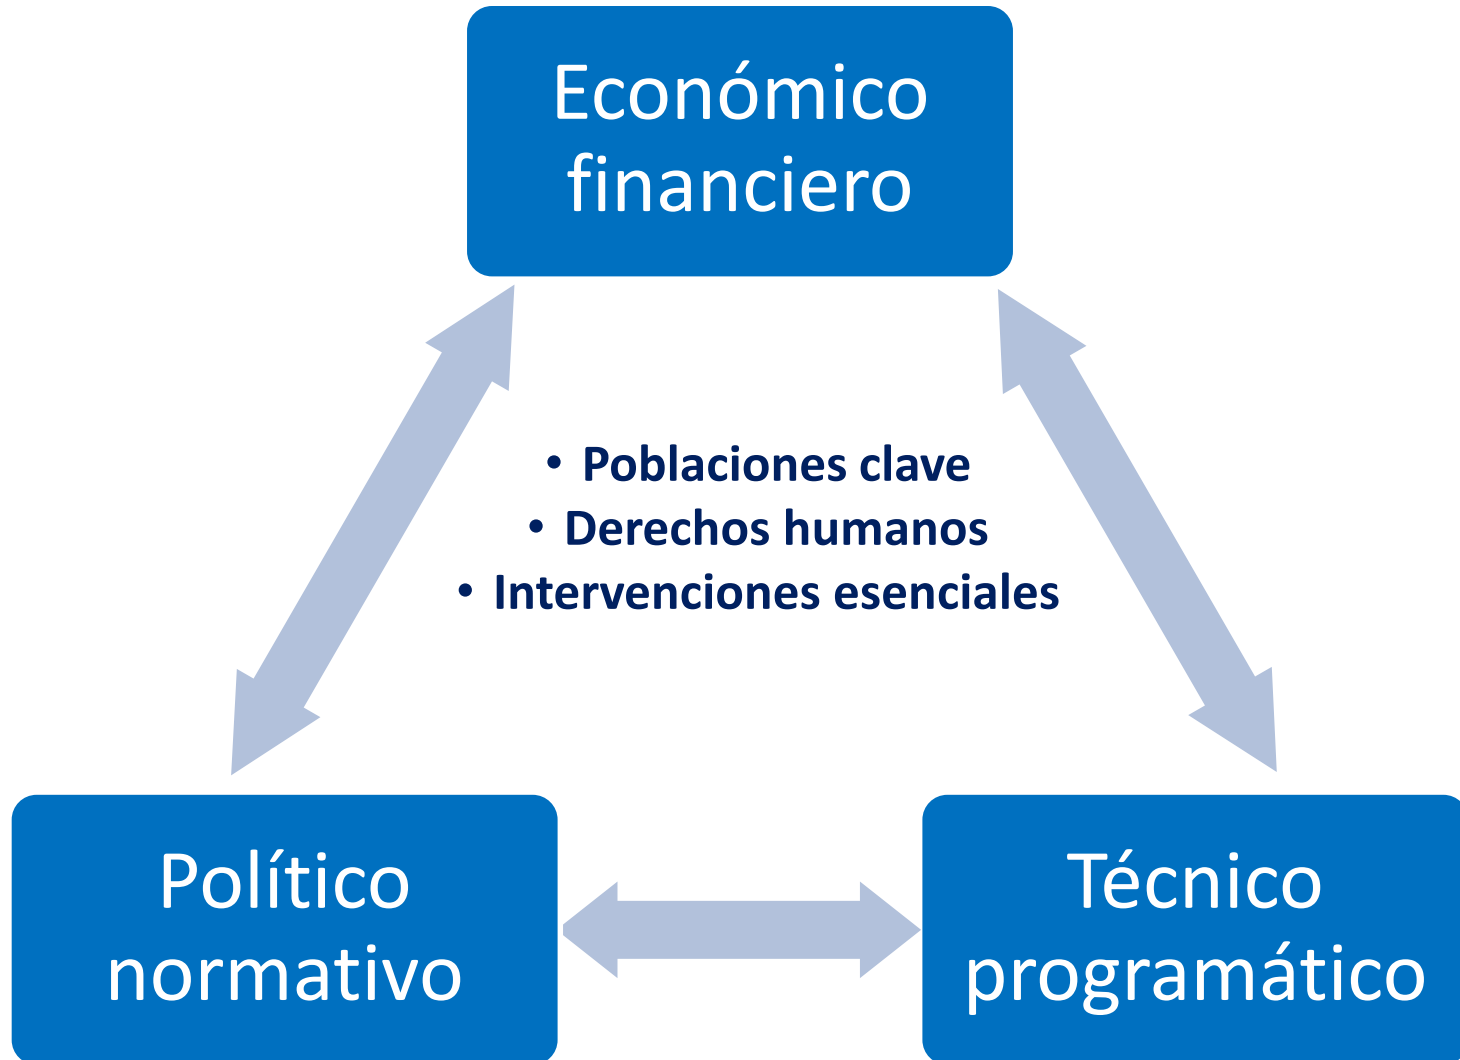 Económico
financiero
• Poblaciones clave
• Derechos humanos
• Intervenciones esenciales
Político
normativo
Técnico
programático